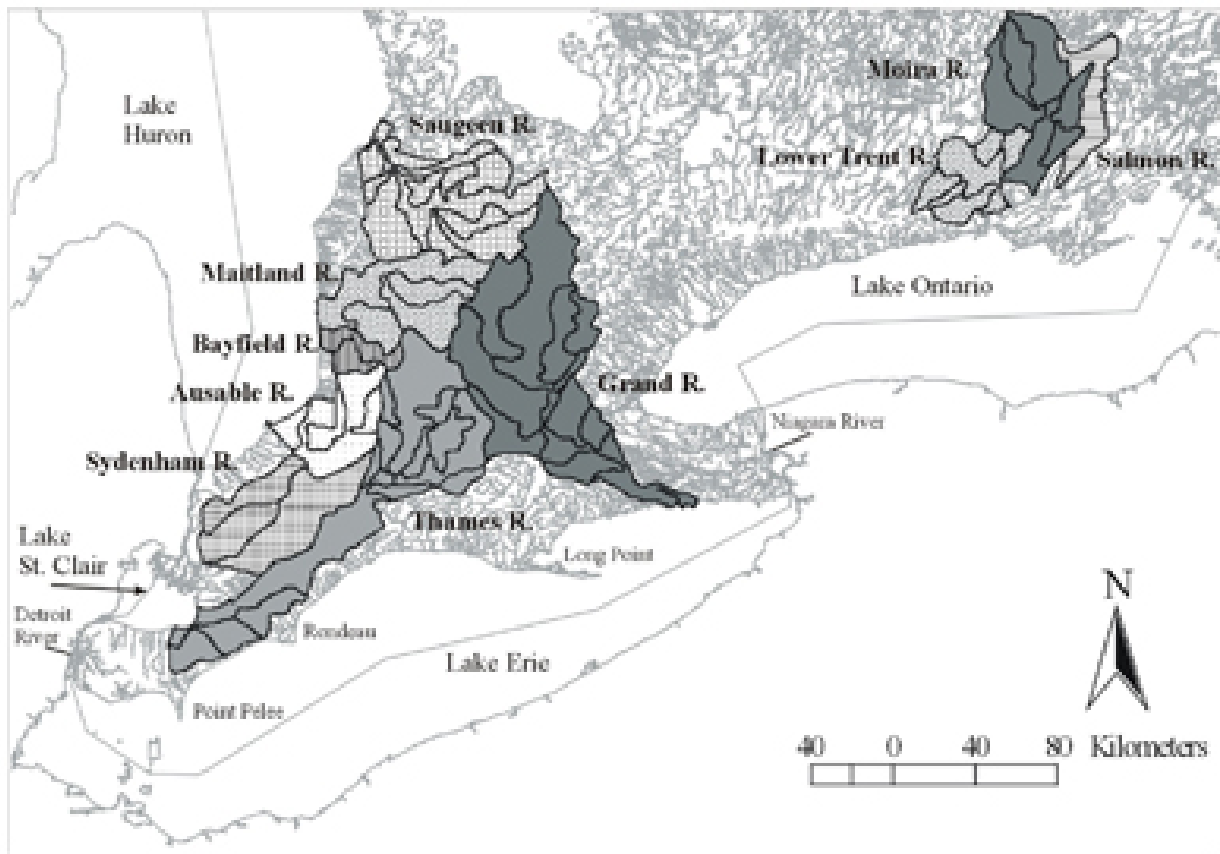 Moira R.
Lake
Huron
Saugeen R.
Lower Trent R.
Salmon R.
Maitland R.
Lake Ontario
Bayfield R.
Ausable R.
Grand R.
Niagara River
Sydenham R.
Thames R.
Lake
St. Clair
Long Point
N
Detroit
River
Rondeau
Lake Erie
Point Pelee
40 0 40 80 Kilometers